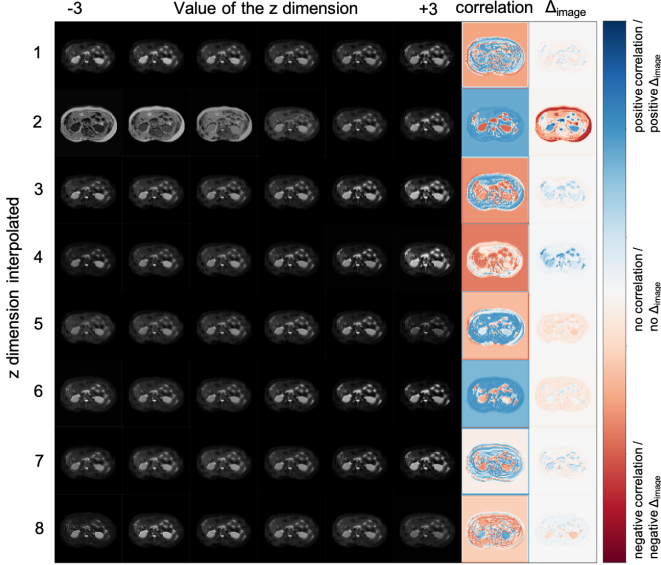 -3 Value of the z dimension +3 correlation Δimage
1
2
3
4
5
6
7
8
z dimension interpolated
positive correlation /
positive Δimage
no correlation /
no Δimage
negative correlation /
negative Δimage